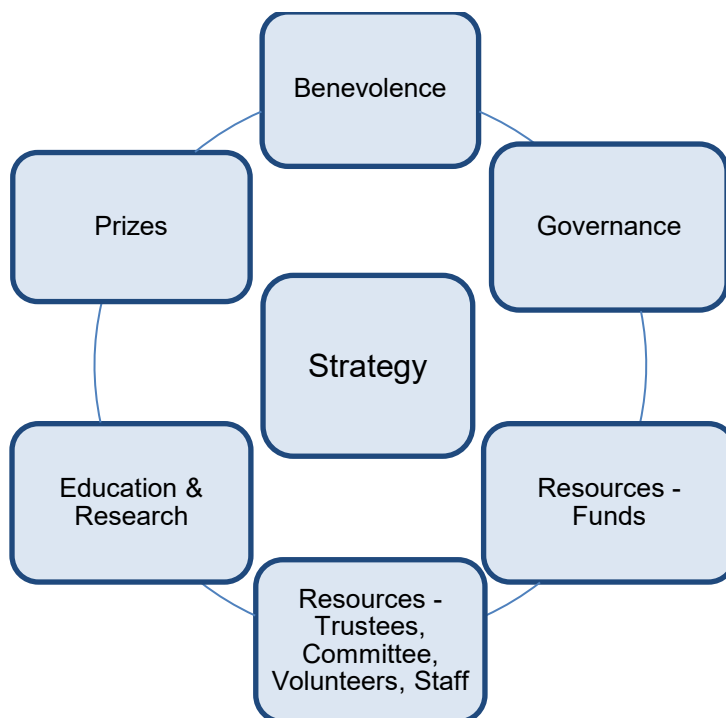 Benevolence
Prizes
Governance
Strategy
Education &
Research
Resources -
Funds
Resources -
Trustees,
Committee,
Volunteers, Staff